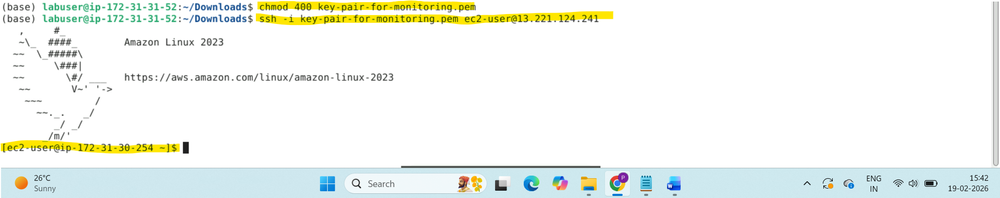 (base) labuser@ip-172-31-31-52:~/Downloads$ chmod 400 key-pair-for-monitoring.pem
(base) labuser@ip-172-31-31-52:~/Downloads$ ssh -i key-pair-for-monitoring.pem ec2-user@13.221.124.241
   ,     #_
   ~\_  ####_        Amazon Linux 2023
  ~~  \_#####\
  ~~     \###|
  ~~       \#/ ___   https://aws.amazon.com/linux/amazon-linux-2023
   ~~       V~' '->
    ~~~         /
      ~~._.   _/
         _/ _/
       _/m/'
[ec2-user@ip-172-31-30-254 ~]$
26°C
Sunny
Search
P
W
ENG
IN
15:42
19-02-2026